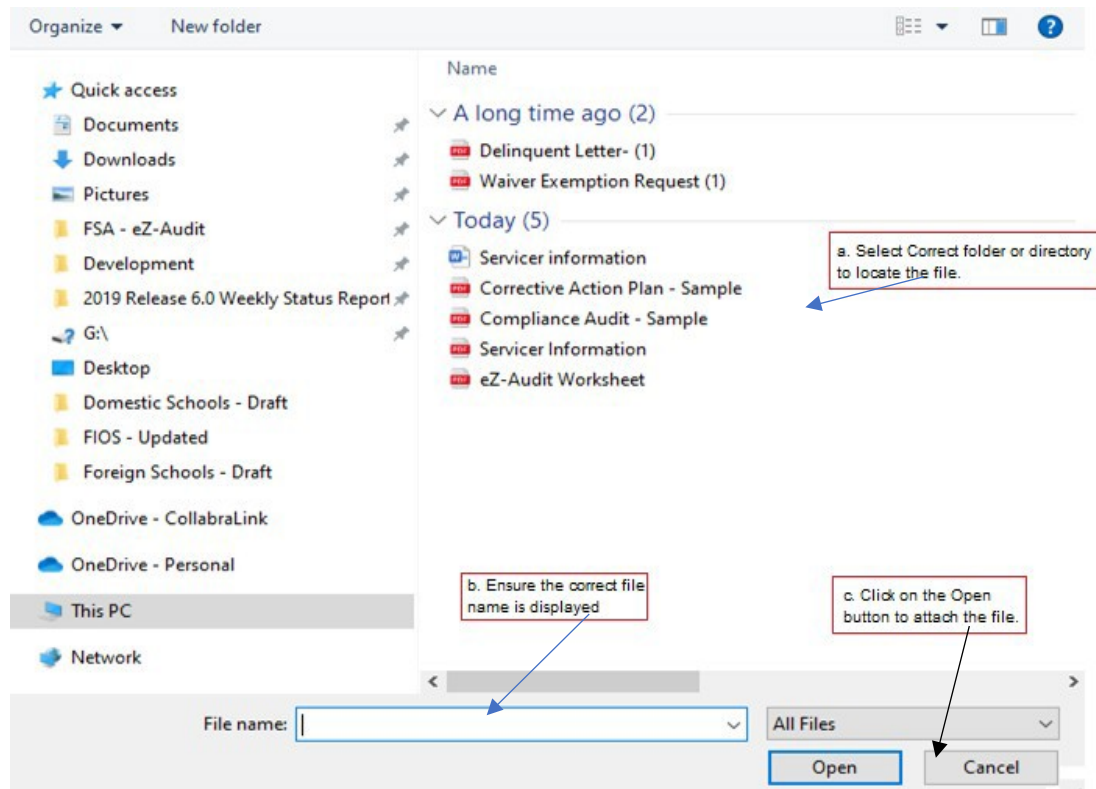 Organize New folder
Quick access
Documents
Downloads
Pictures
FSA - eZ-Audit
Development
2019 Release 6.0 Weekly Status Report
G:\
Desktop
Domestic Schools - Draft
FIOS - Updated
Foreign Schools - Draft
OneDrive - CollabraLink
OneDrive - Personal
This PC
Network
Name
A long time ago (2)
Delinquent Letter- (1)
Waiver Exemption Request (1)
Today (5)
Servicer information
Corrective Action Plan - Sample
Compliance Audit - Sample
Servicer Information
eZ-Audit Worksheet
a. Select Correct folder or directory
to locate the file.
b. Ensure the correct file
name is displayed
c. Click on the Open
button to attach the file.
File name:
All Files
Open Cancel